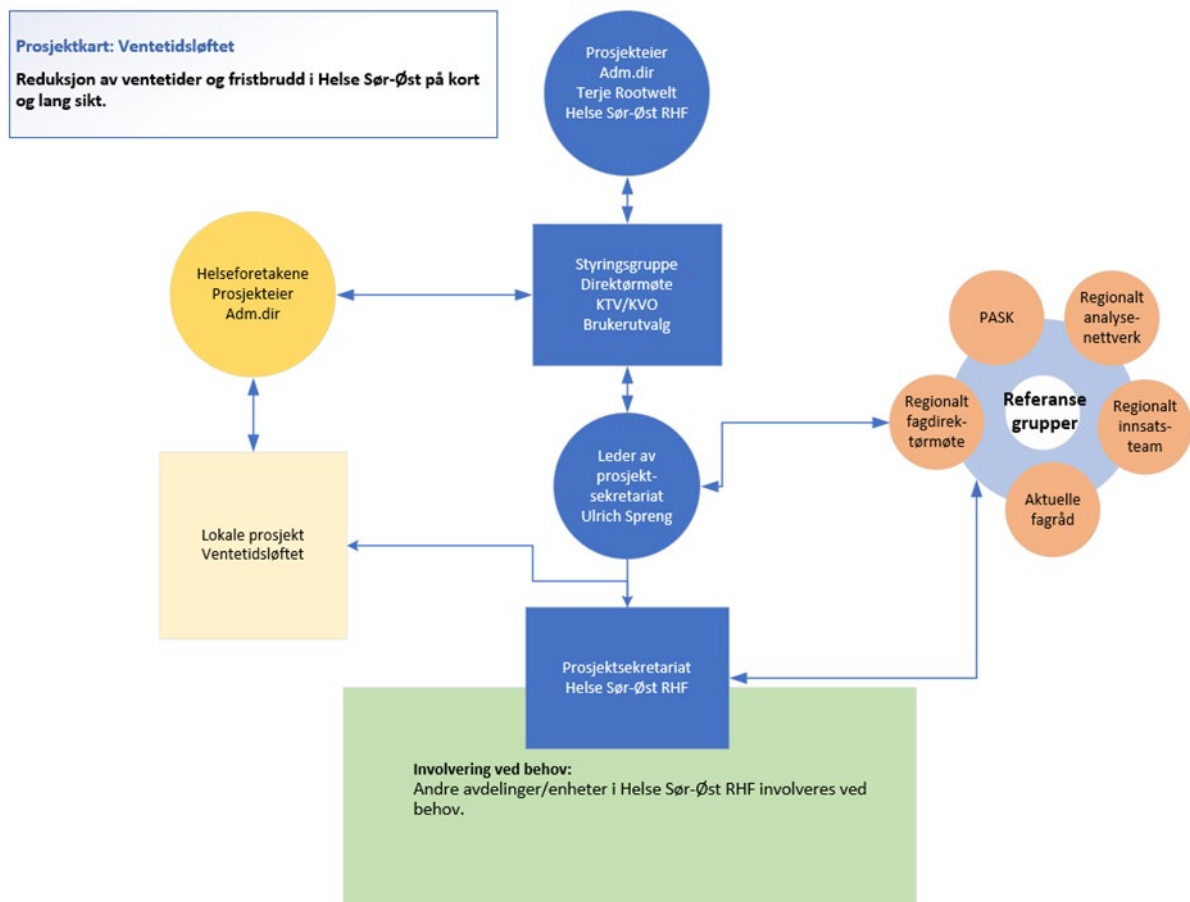 Prosjektkart: Ventetidsløftet
Reduksjon av ventetider og fristbrudd i Helse Sør-Øst på kort
og lang sikt.
Prosjekteier
Adm.dir
Terje Rootwelt
Helse Sør-Øst RHF
Helseforetakene
Prosjekteier
Adm.dir
Styringsgruppe
Direktørmøte
KTV/KVO
Brukerutvalg
PASK
Regionalt
analyse-
nettverk
Regionalt
fagdirek-
tørmøte
Referanse
grupper
Regionalt
innsats-
team
Aktuelle
fagråd
Leder av
prosjekt-
sekretariat
Ulrich Spreng
Lokale prosjekt
Ventetidsløftet
Prosjektsekretariat
Helse Sør-Øst RHF
Involvering ved behov:
Andre avdelinger/enheter i Helse Sør-Øst RHF involveres ved
behov.